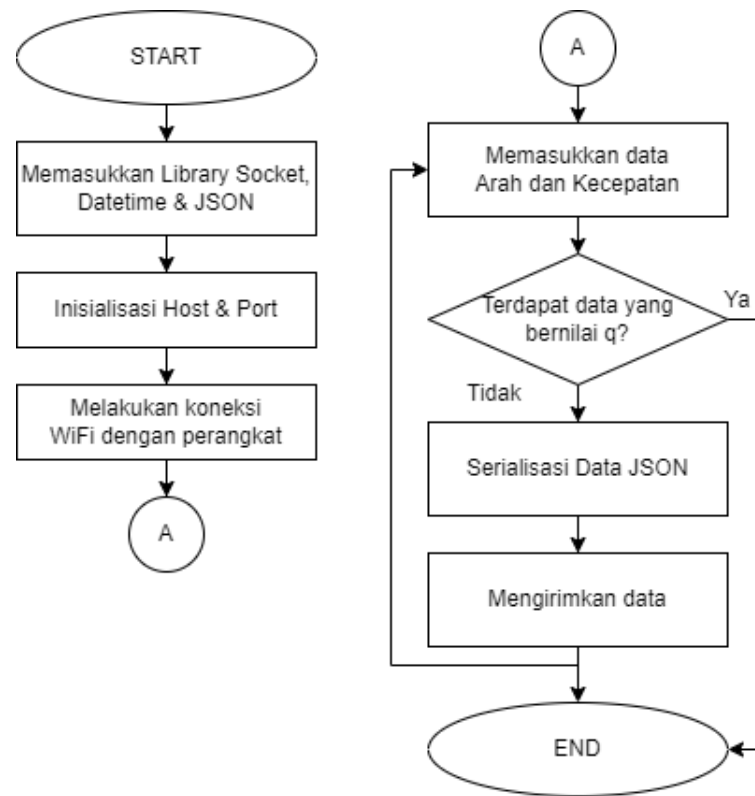 START
Memasukkan Library Socket,
Datetime & JSON
Inisialisasi Host & Port
Melakukan koneksi
WiFi dengan perangkat
A
A
Memasukkan data
Arah dan Kecepatan
Terdapat data yang
bernilai q?
Ya
Tidak
Serialisasi Data JSON
Mengirimkan data
END